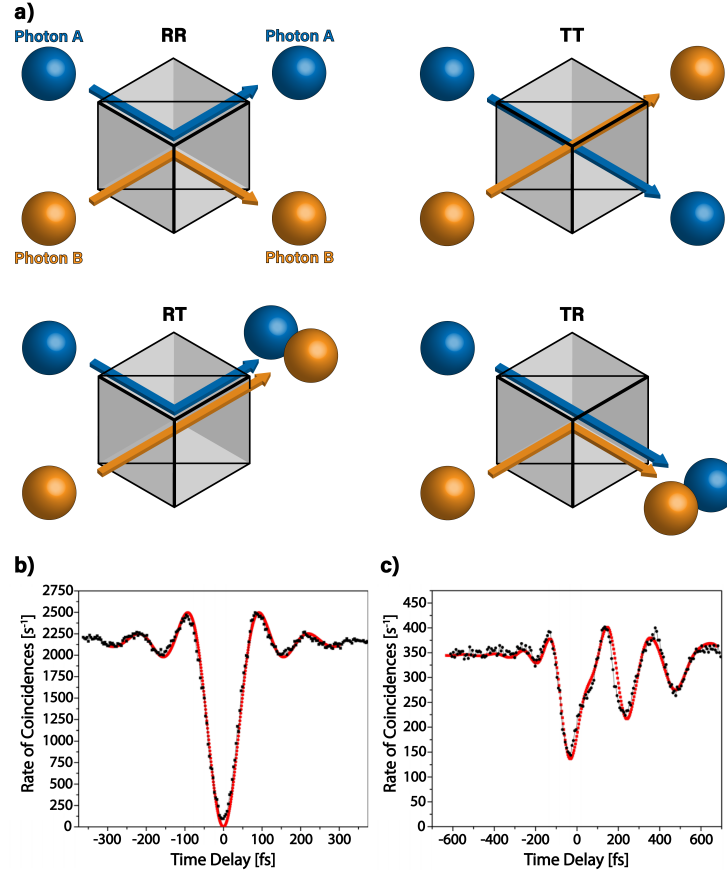 a)
Photon A RR Photon A TT
Photon B Photon B
RT TR
b) c)
2750
2500
2250
2000
1750
1500
1250
1000
750
500
250
0
Rate of Coincidences [s⁻¹]
-300 -200 -100 0 100 200 300
Time Delay [fs]
450
400
350
300
250
200
150
100
50
0
Rate of Coincidences [s⁻¹]
-600 -400 -200 0 200 400 600
Time Delay [fs]